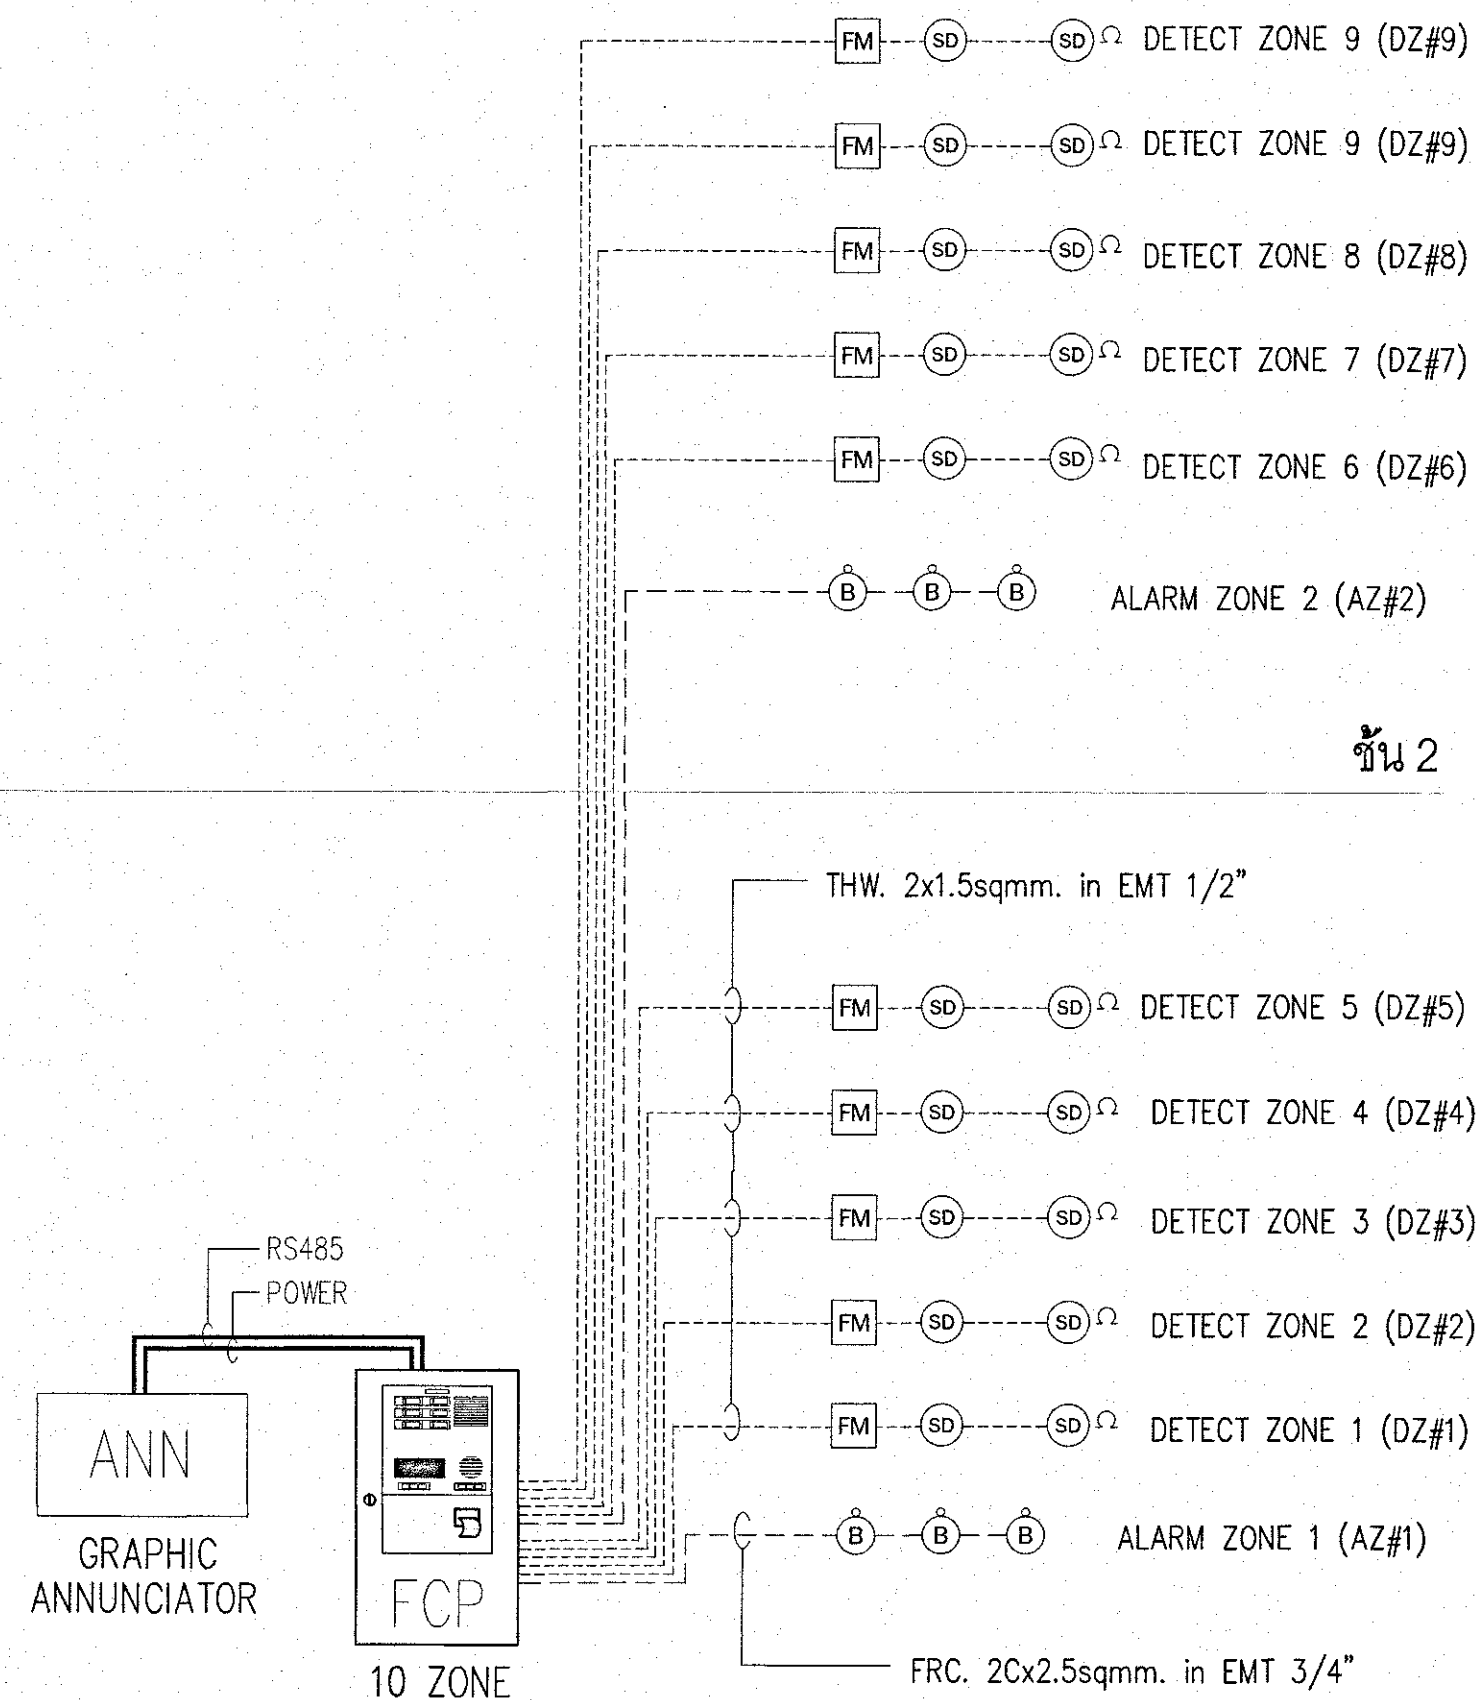 FM SD SD Ω DETECT ZONE 9 (DZ#9)
FM SD SD Ω DETECT ZONE 9 (DZ#9)
FM SD SD Ω DETECT ZONE 8 (DZ#8)
FM SD SD Ω DETECT ZONE 7 (DZ#7)
FM SD SD Ω DETECT ZONE 6 (DZ#6)
B B B ALARM ZONE 2 (AZ#2)
ชั้น 2
THW. 2x1.5sqmm. in EMT 1/2"
FM SD SD Ω DETECT ZONE 5 (DZ#5)
FM SD SD Ω DETECT ZONE 4 (DZ#4)
FM SD SD Ω DETECT ZONE 3 (DZ#3)
RS485
POWER
FM SD SD Ω DETECT ZONE 2 (DZ#2)
FM SD SD Ω DETECT ZONE 1 (DZ#1)
ANN
GRAPHIC
ANNUNCIATOR
B B B ALARM ZONE 1 (AZ#1)
FCP
10 ZONE
FRC. 2Cx2.5sqmm. in EMT 3/4"